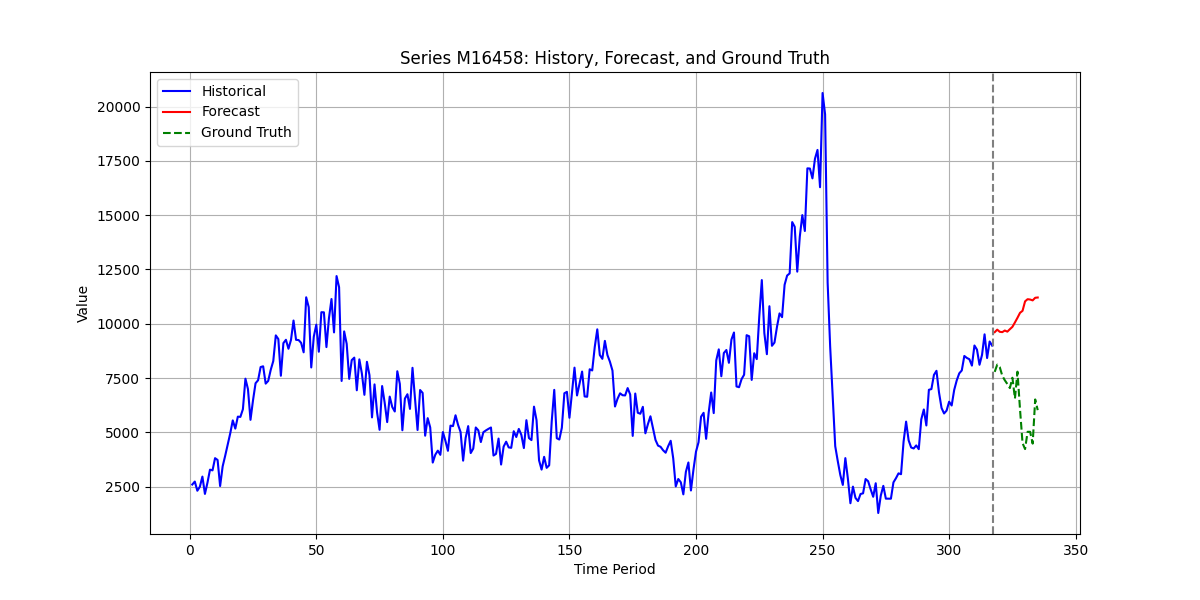 Series M16458: History, Forecast, and Ground Truth
Historical
Forecast
Ground Truth
Value
20000
17500
15000
12500
10000
7500
5000
2500
0 50 100 150 200 250 300 350
Time Period